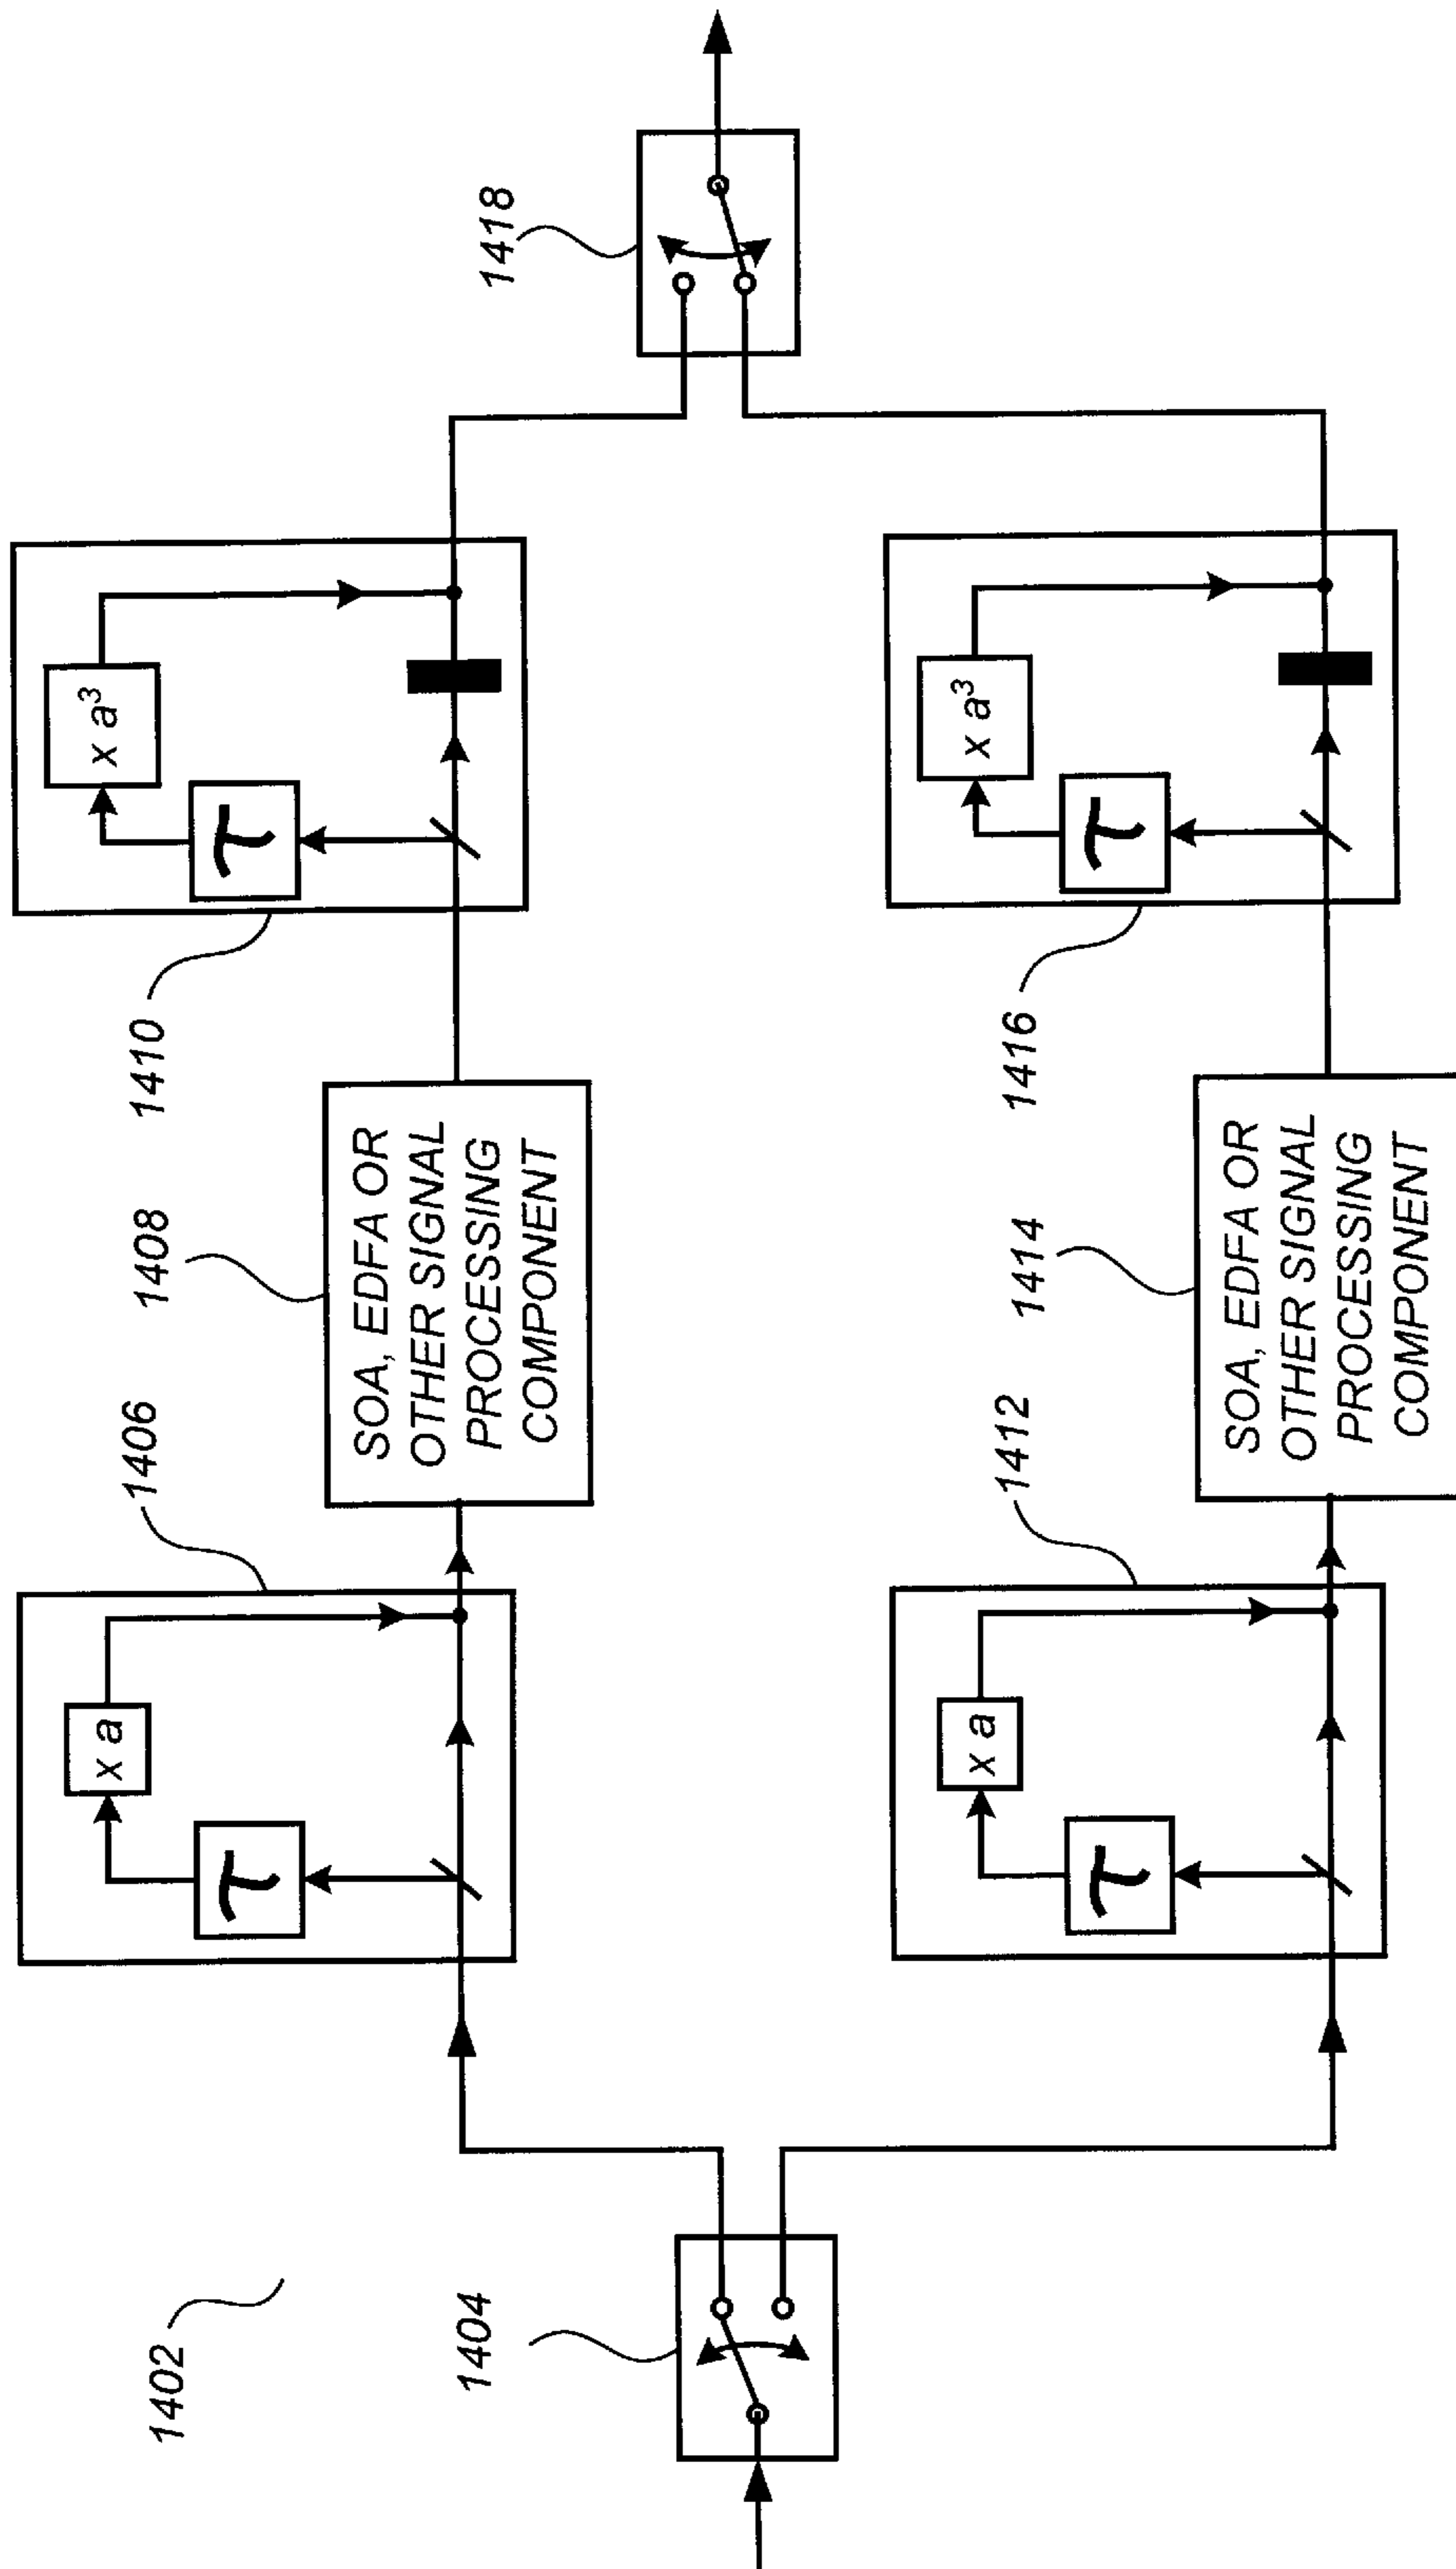 1402
1404
1406
x a
τ
1408
SOA, EDFA OR
OTHER SIGNAL
PROCESSING
COMPONENT
1410
x a³
τ
1412
x a
τ
1414
SOA, EDFA OR
OTHER SIGNAL
PROCESSING
COMPONENT
1416
x a³
τ
1418